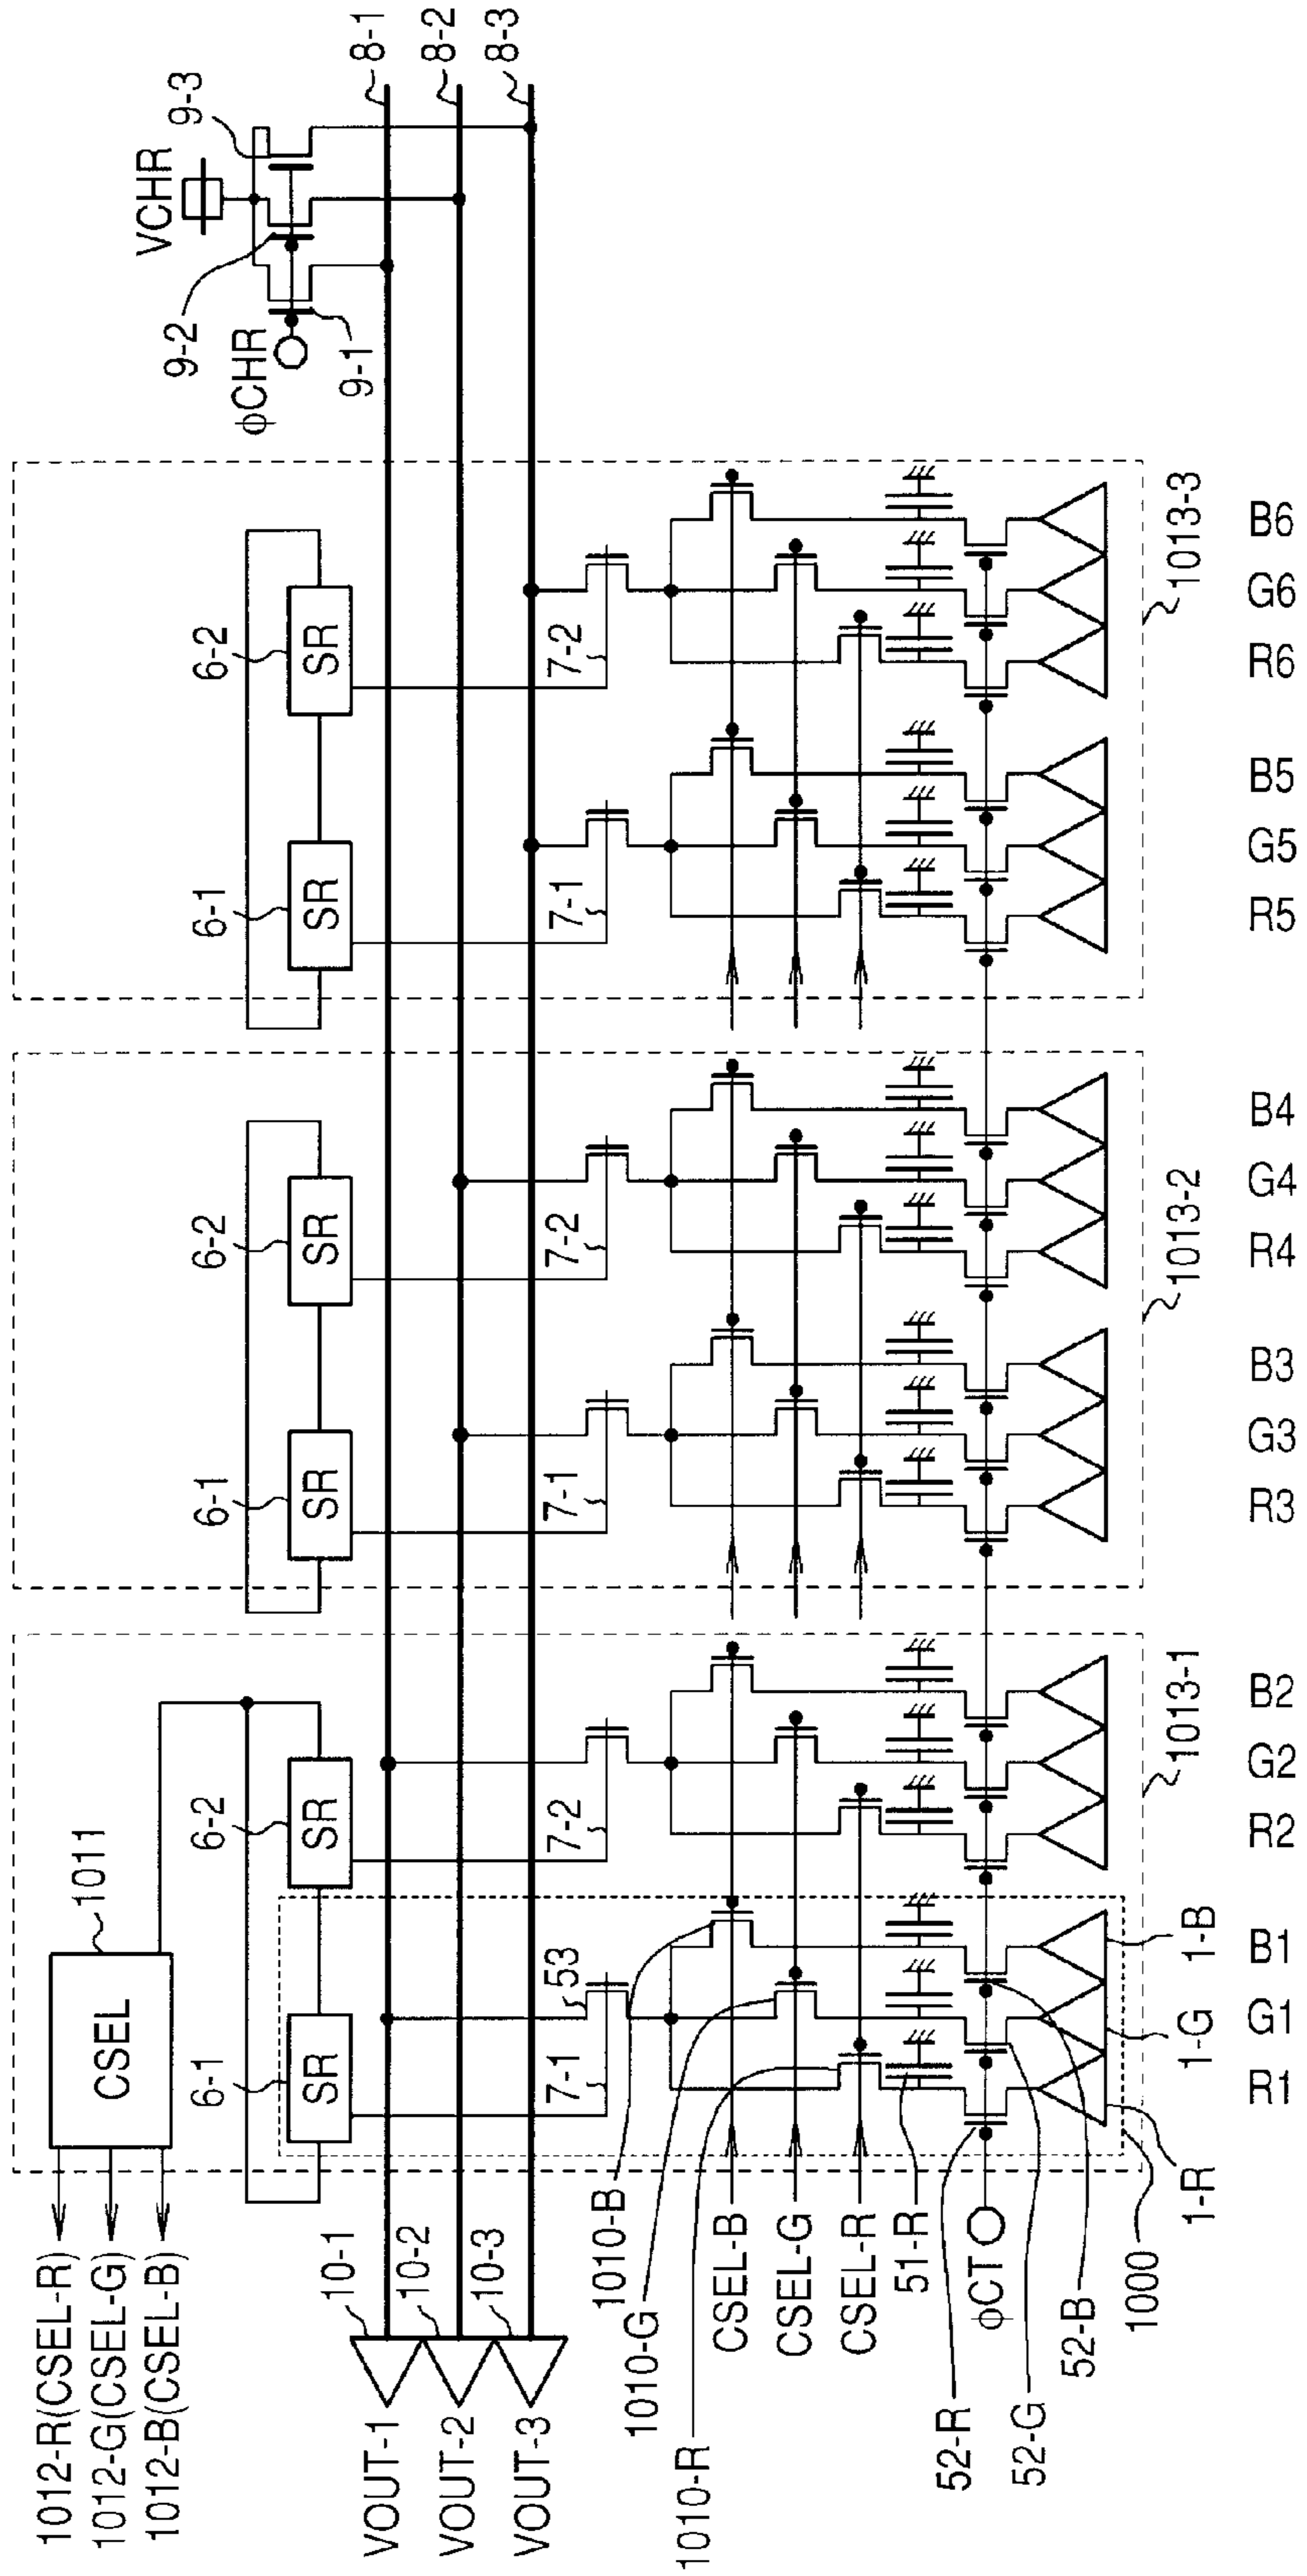 1012-R(CSEL-R)
1012-G(CSEL-G)
1012-B(CSEL-B)
CSEL
1011
VCHR
9-3
9-2
ϕCHR
9-1
6-1
SR
6-2
SR
6-1
SR
6-2
SR
6-1
SR
6-2
SR
8-1
8-2
8-3
10-1
10-2
10-3
VOUT-1
VOUT-2
VOUT-3
7-1
53
7-2
7-1
7-2
7-1
7-2
1010-B
1010-G
1010-R
CSEL-B
CSEL-G
CSEL-R
51-R
ϕCT
52-R
52-G
52-B
1000
1-R
1-G
1-B
1013-1
1013-2
1013-3
R1 G1 B1 R2 G2 B2 R3 G3 B3 R4 G4 B4 R5 G5 B5 R6 G6 B6